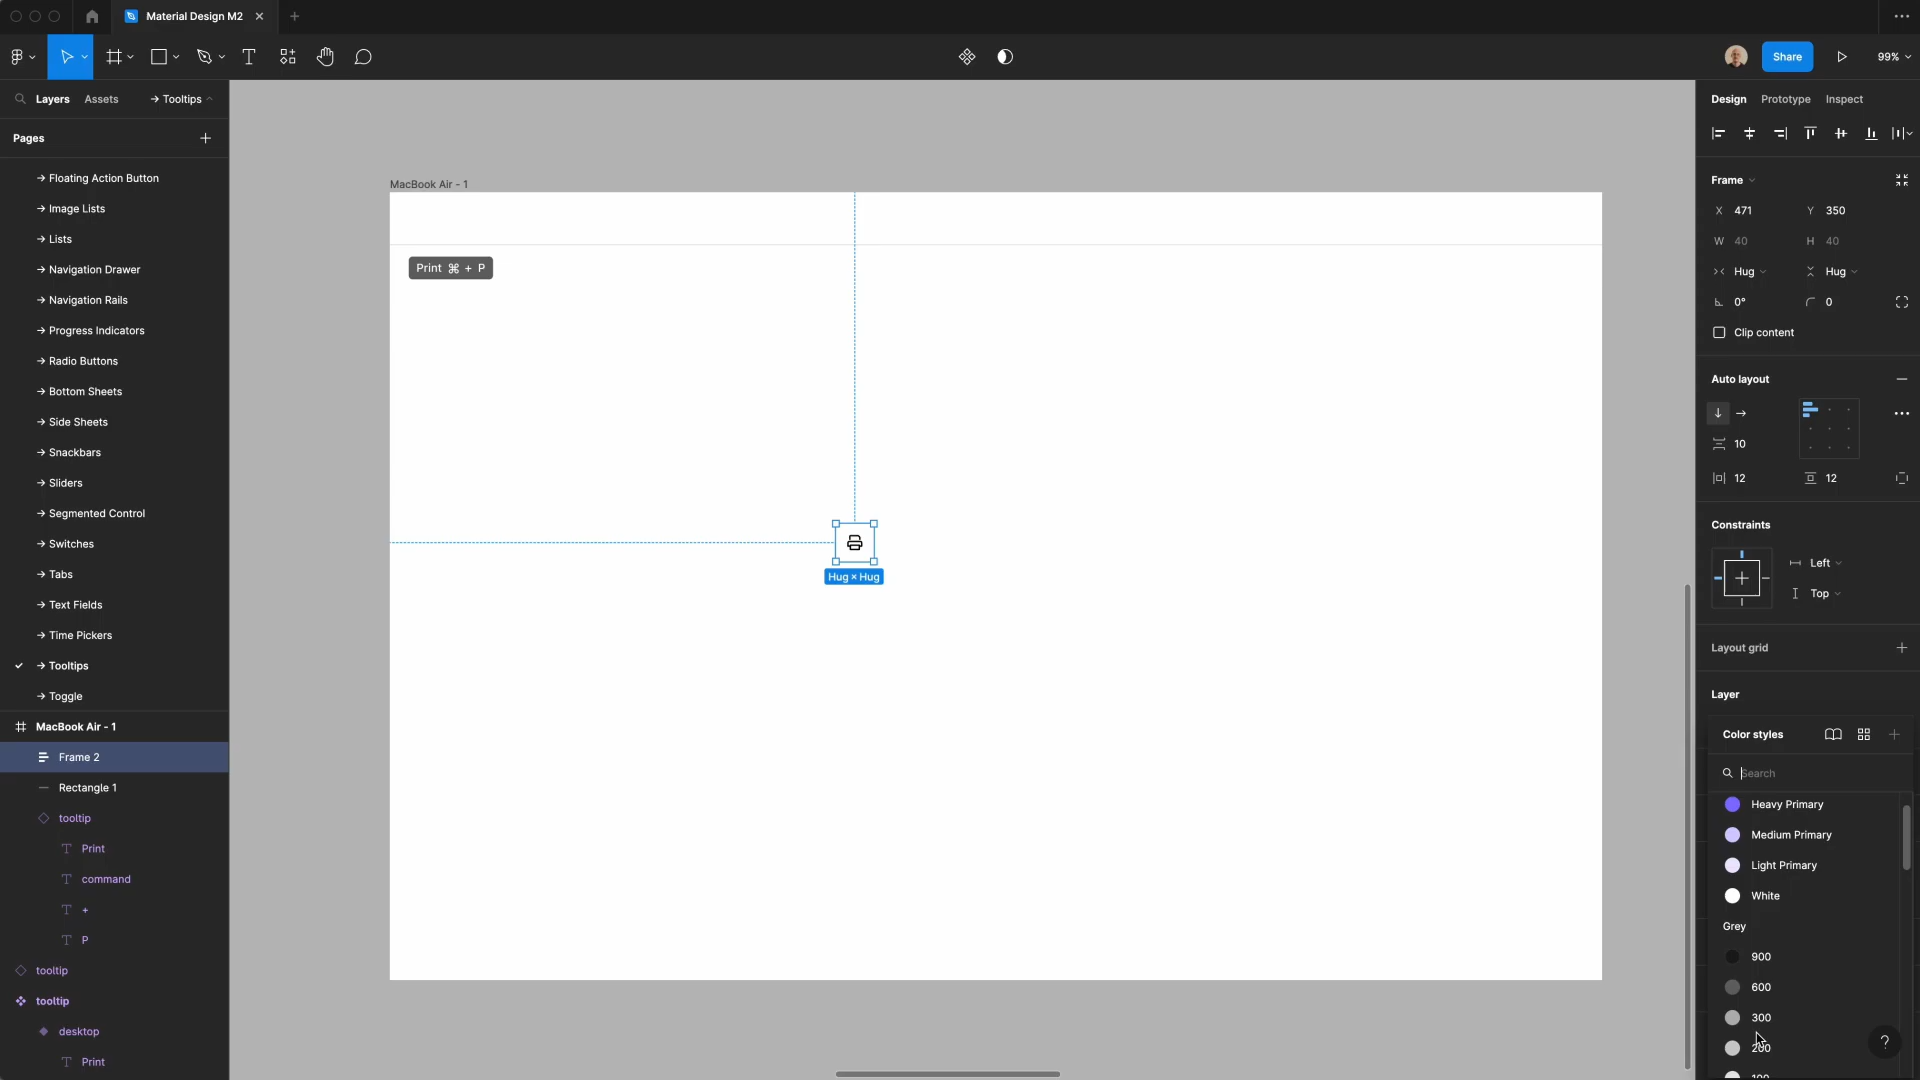 Material Design M2
Share
99%
Layers Assets → Tooltips
Pages
→ Floating Action Button
→ Image Lists
→ Lists
→ Navigation Drawer
→ Navigation Rails
→ Progress Indicators
→ Radio Buttons
→ Bottom Sheets
→ Side Sheets
→ Snackbars
→ Sliders
→ Segmented Control
→ Switches
→ Tabs
→ Text Fields
→ Time Pickers
→ Tooltips
→ Toggle
MacBook Air - 1
Frame 2
Rectangle 1
tooltip
Print
command
+
P
tooltip
tooltip
desktop
Print
MacBook Air - 1
Print ⌘ + P
Hug × Hug
Design Prototype Inspect
Frame
X 471 Y 350
W 40 H 40
Hug Hug
0° 0
Clip content
Auto layout
10
12 12
Constraints
Left
Top
Layout grid
Layer
Color styles
Search
Heavy Primary
Medium Primary
Light Primary
White
Grey
900
600
300
200
100
?